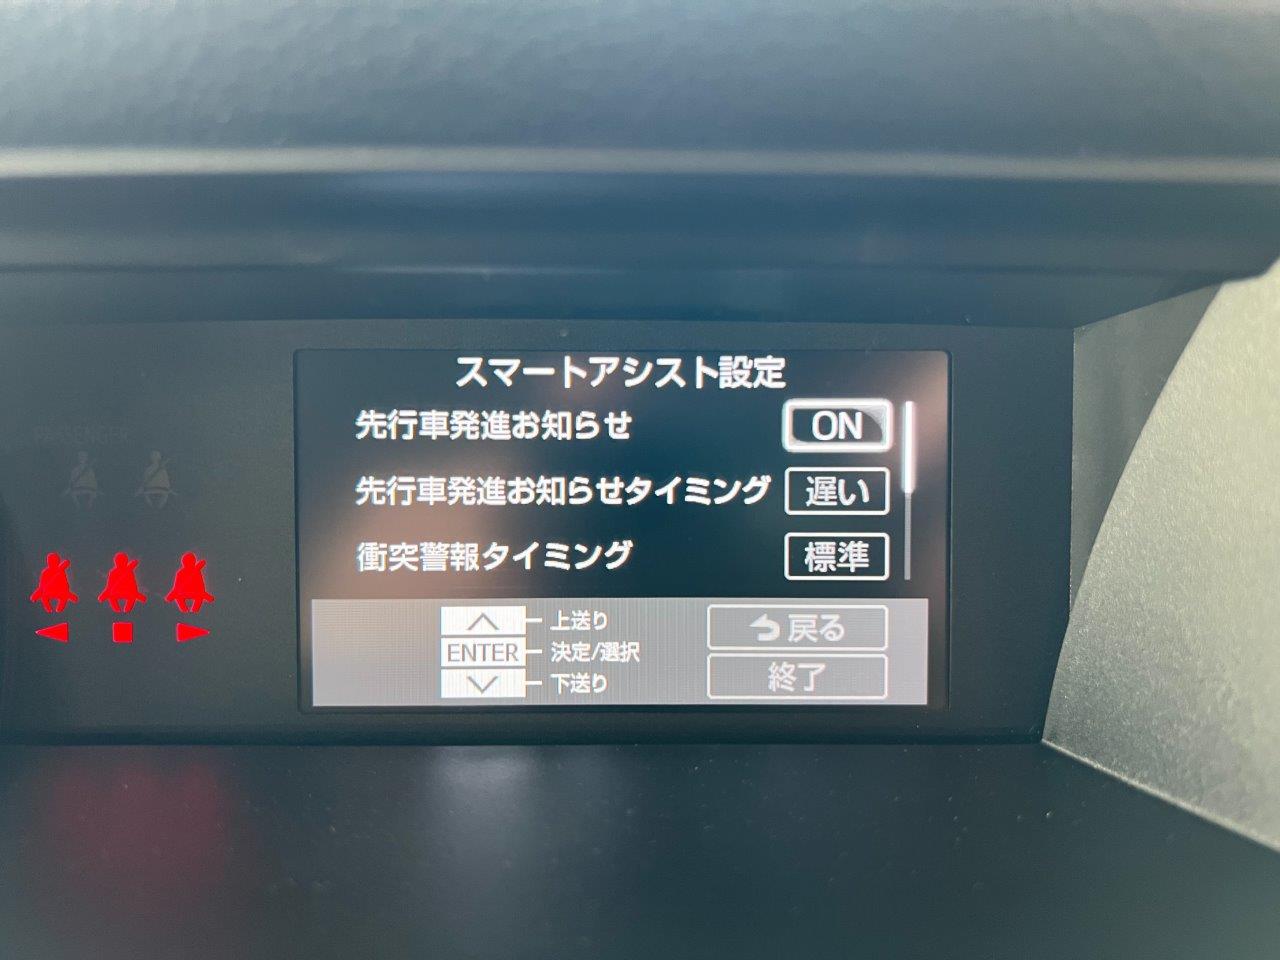 スマートアシスト設定
先行車発進お知らせ ON
先行車発進お知らせタイミング 遅い
衝突警報タイミング 標準
上送り
ENTER 決定/選択
下送り
戻る
終了
PASSENGER